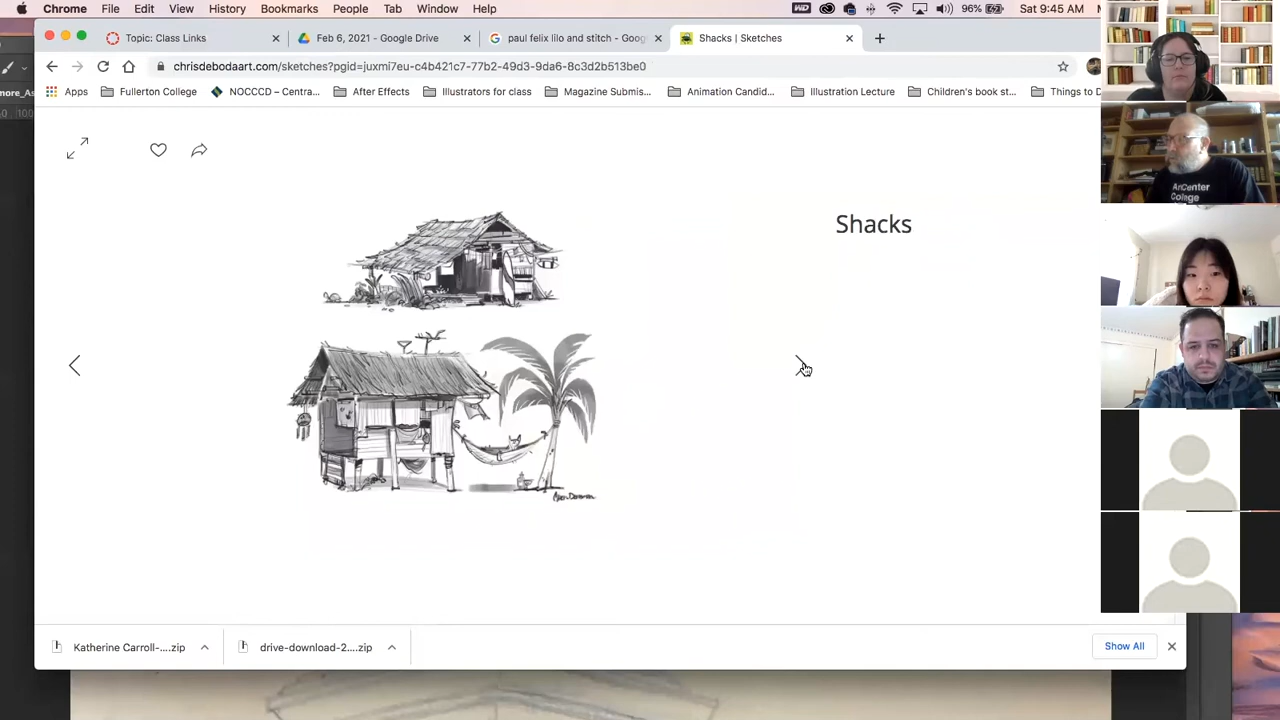 Chrome File Edit View History Bookmarks People Tab Window Help
96% Sat 9:45 AM
Topic: Class Links
Feb 6, 2021 - Google Drive
paul felix lilo and stitch - Goog
Shacks | Sketches
chrisdebodaart.com/sketches?pgid=juxmi7eu-c4b421c7-c2c2-49d3-9da6-8c3d2b513be0
Apps
Fullerton College
NOCCCD – Centra...
After Effects
Illustrators for class
Magazine Submis...
Animation Candid...
Illustration Lecture
Children's book st...
Things to D
Shacks
ArtCenter
College
Katherine Carroll-....zip
drive-download-2....zip
Show All